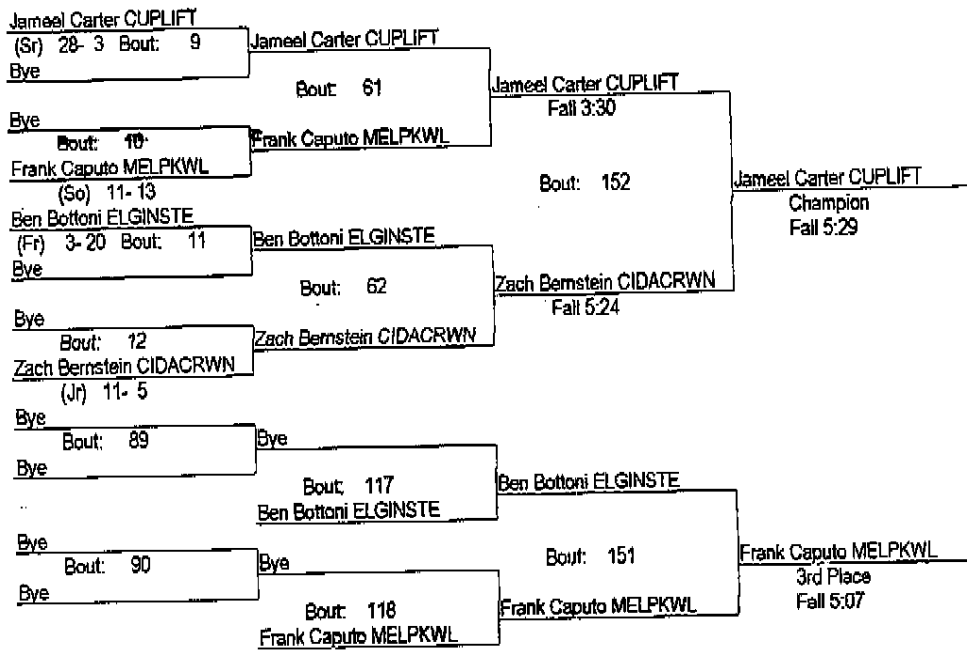 Jameel Carter CUPLIFT
(Sr) 28- 3 Bout: 9
Bye
Jameel Carter CUPLIFT
Bout: 61
Bye
Bout: 10
Frank Caputo MELPKWL
(So) 11- 13
Frank Caputo MELPKWL
Jameel Carter CUPLIFT
Fall 3:30
Bout: 152
Ben Bottoni ELGINSTE
(Fr) 3- 20 Bout: 11
Bye
Ben Bottoni ELGINSTE
Bout: 62
Bye
Bout: 12
Zach Bernstein CIDACRWN
(Jr) 11- 5
Zach Bernstein CIDACRWN
Zach Bernstein CIDACRWN
Fall 5:24
Jameel Carter CUPLIFT
Champion
Fall 5:29
Bye
Bout: 89
Bye
Bye
Bout: 117
Ben Bottoni ELGINSTE
Ben Bottoni ELGINSTE
Bout: 151
Bye
Bout: 90
Bye
Bye
Bout: 118
Frank Caputo MELPKWL
Frank Caputo MELPKWL
Frank Caputo MELPKWL
3rd Place
Fall 5:07